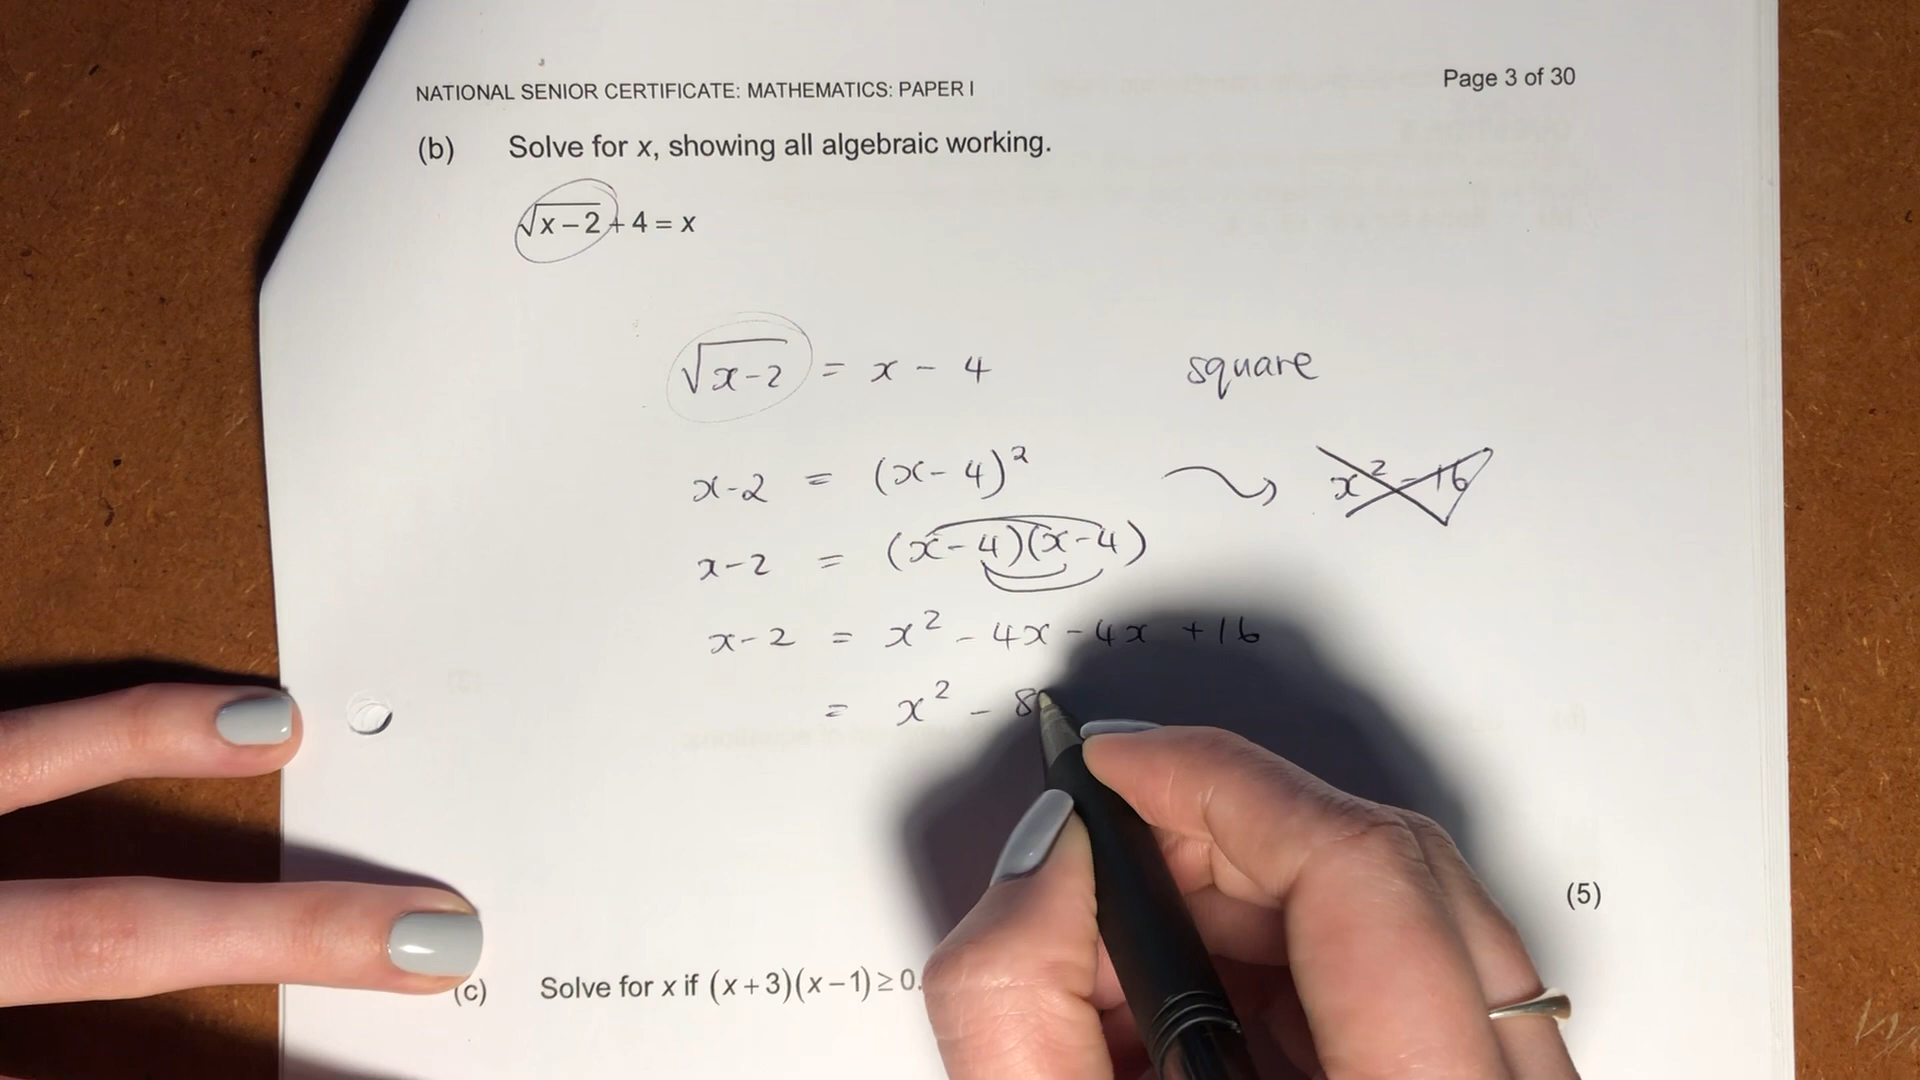 NATIONAL SENIOR CERTIFICATE: MATHEMATICS: PAPER I
Page 3 of 30
(b) Solve for x, showing all algebraic working.
√x – 2 + 4 = x
√x-2 = x - 4 square
x-2 = (x-4)² x² - 16
x-2 = (x-4)(x-4)
x-2 = x² - 4x - 4x + 16
= x² - 8
(5)
(c) Solve for x if (x + 3)(x – 1) ≥ 0.